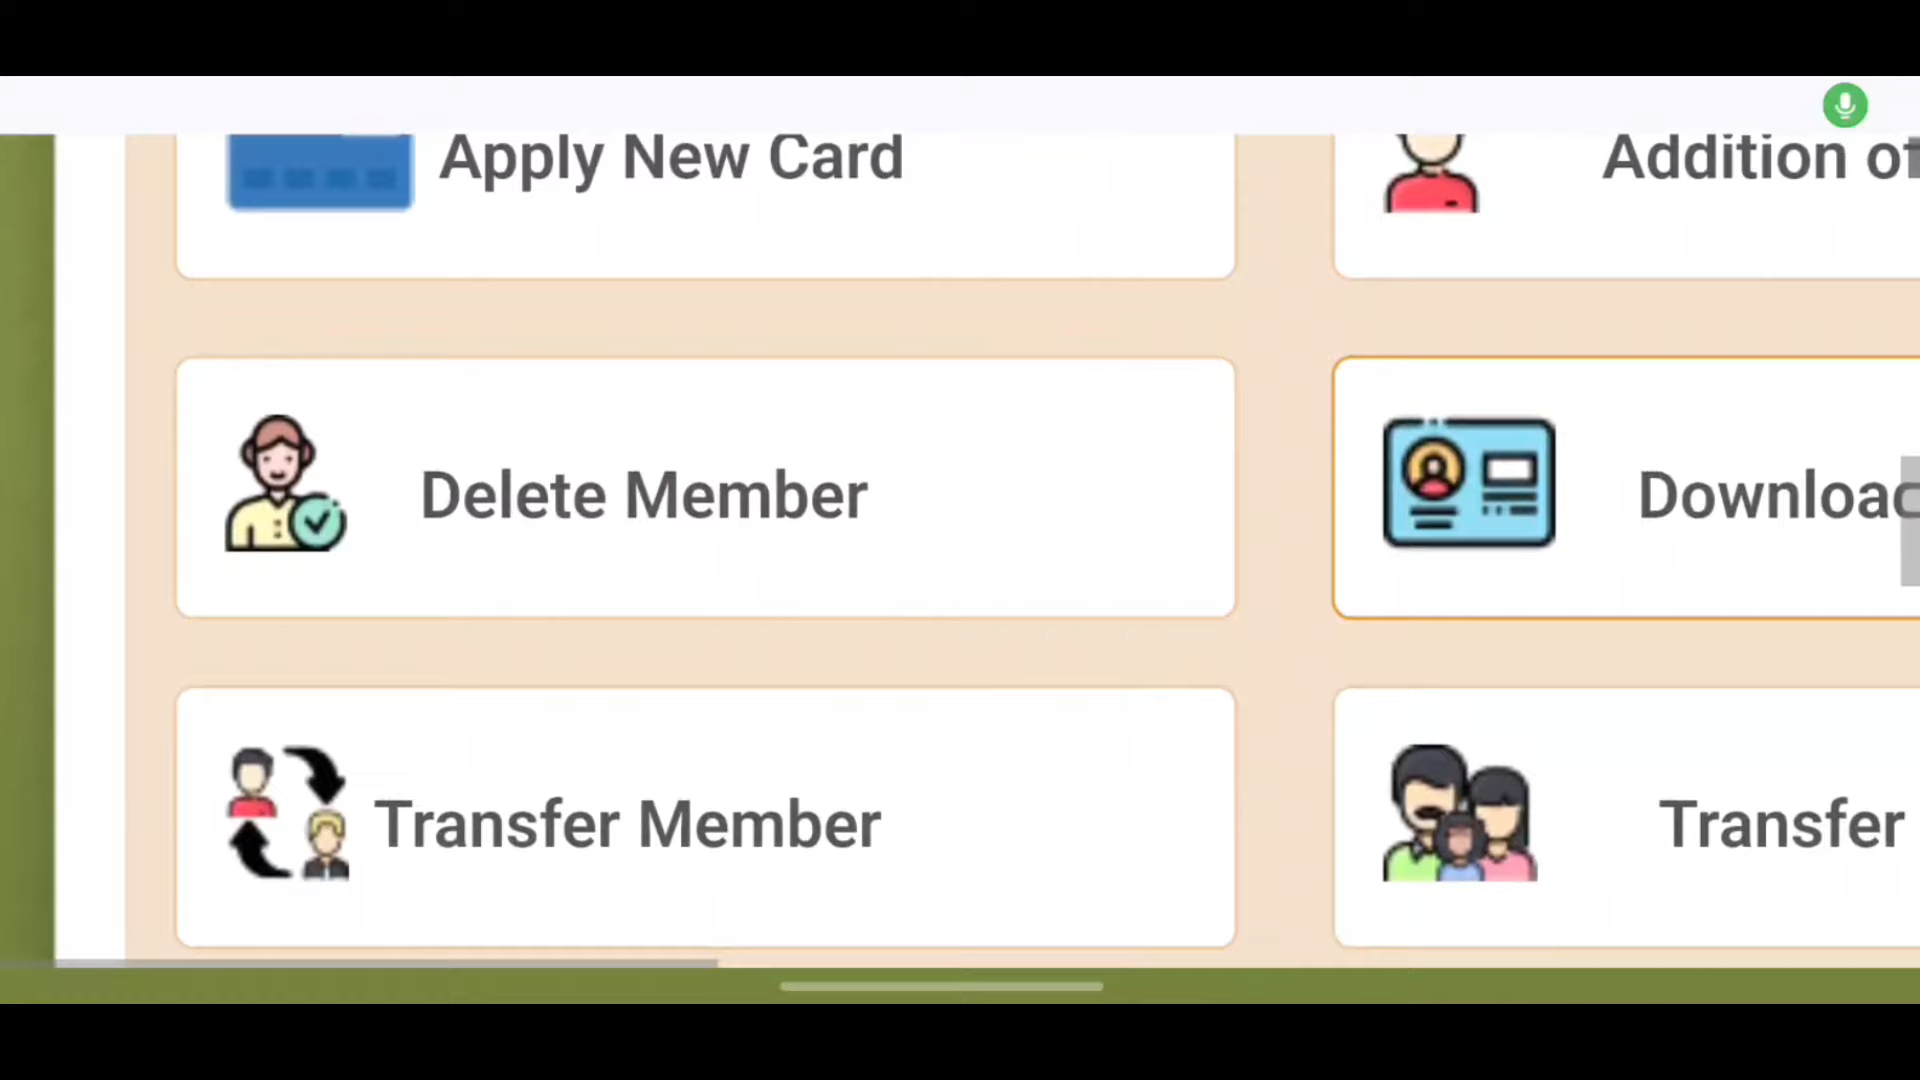 Apply New Card
Addition of
Delete Member
Download
Transfer Member
Transfer